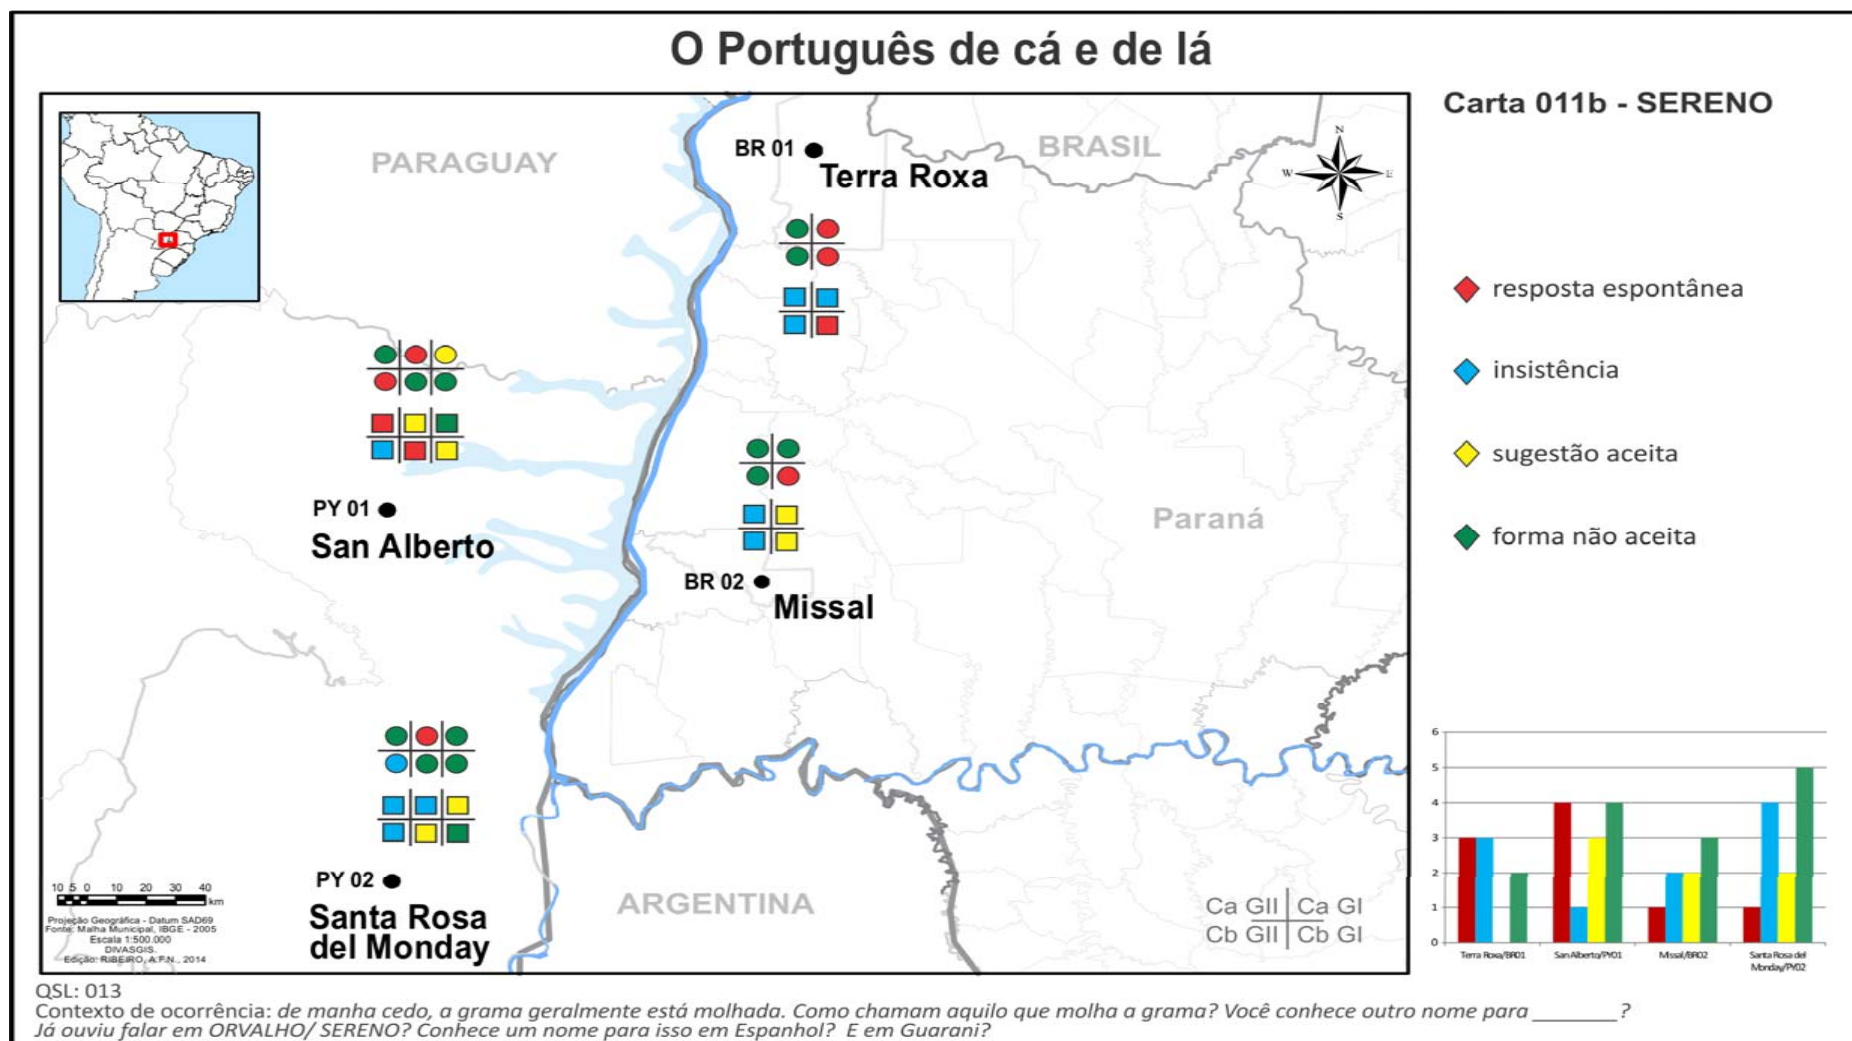 O Português de cá e de lá
Carta 011b - SERENO
PARAGUAY
BRASIL
BR 01
Terra Roxa
N
W
E
S
resposta espontânea
insistência
sugestão aceita
forma não aceita
PY 01
San Alberto
Paraná
BR 02
Missal
PY 02
Santa Rosa
del Monday
ARGENTINA
Ca GII Ca GI
Cb GII Cb GI
10 5 0 10 20 30 40
km
Projeção Geográfica - Datum SAD69
Fonte: Malha Municipal, IBGE - 2005
Escala 1:500.000
DIVASGIS.
Edição: RIBEIRO, A.F.N., 2014
6
5
4
3
2
1
0
Terra Roxa/BR01
San Alberto/PY01
Missal/BR02
Santa Rosa del
Monday/PY02
QSL: 013
Contexto de ocorrência: de manha cedo, a grama geralmente está molhada. Como chamam aquilo que molha a grama? Você conhece outro nome para ________?
Já ouviu falar em ORVALHO/ SERENO? Conhece um nome para isso em Espanhol? E em Guarani?